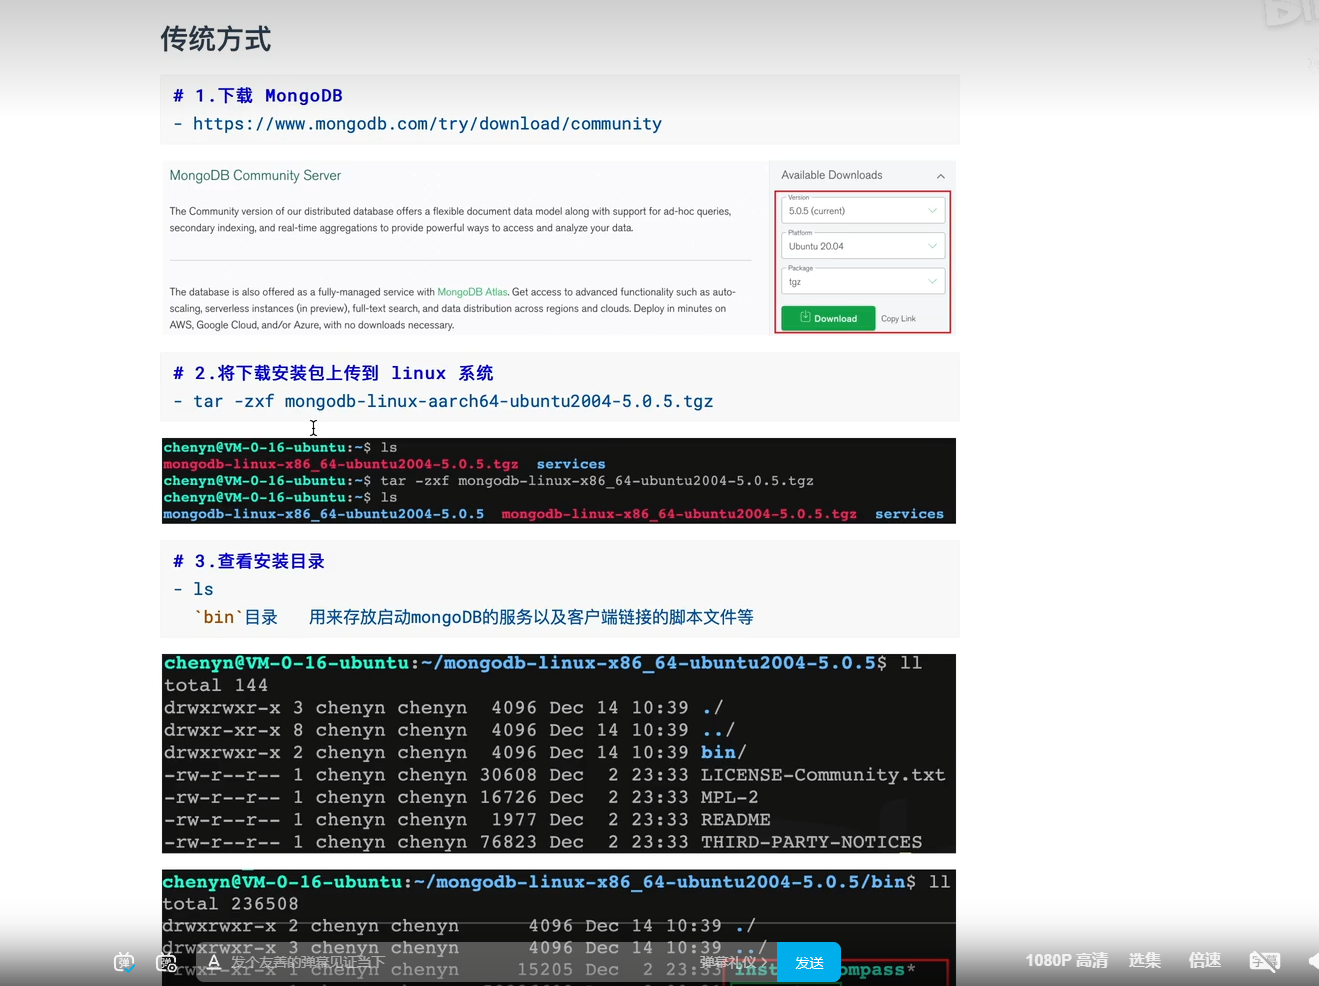 传统方式
# 1.下载 MongoDB
- https://www.mongodb.com/try/download/community
MongoDB Community Server
The Community version of our distributed database offers a flexible document data model along with support for ad-hoc queries,
secondary indexing, and real-time aggregations to provide powerful ways to access and analyze your data.
The database is also offered as a fully-managed service with MongoDB Atlas. Get access to advanced functionality such as auto-
scaling, serverless instances (in preview), full-text search, and data distribution across regions and clouds. Deploy in minutes on
AWS, Google Cloud, and/or Azure, with no downloads necessary.
Available Downloads
Version
5.0.5 (current)
Platform
Ubuntu 20.04
Package
tgz
Download
Copy Link
# 2.将下载安装包上传到 linux 系统
- tar -zxf mongodb-linux-aarch64-ubuntu2004-5.0.5.tgz
chenyn@VM-0-16-ubuntu:~$ ls
mongodb-linux-x86_64-ubuntu2004-5.0.5.tgz services
chenyn@VM-0-16-ubuntu:~$ tar -zxf mongodb-linux-x86_64-ubuntu2004-5.0.5.tgz
chenyn@VM-0-16-ubuntu:~$ ls
mongodb-linux-x86_64-ubuntu2004-5.0.5 mongodb-linux-x86_64-ubuntu2004-5.0.5.tgz services
# 3.查看安装目录
- ls
`bin`目录 用来存放启动mongoDB的服务以及客户端链接的脚本文件等
chenyn@VM-0-16-ubuntu:~/mongodb-linux-x86_64-ubuntu2004-5.0.5$ ll
total 144
drwxrwxr-x 3 chenyn chenyn 4096 Dec 14 10:39 ./
drwxr-xr-x 8 chenyn chenyn 4096 Dec 14 10:39 ../
drwxrwxr-x 2 chenyn chenyn 4096 Dec 14 10:39 bin/
-rw-r--r-- 1 chenyn chenyn 30608 Dec 2 23:33 LICENSE-Community.txt
-rw-r--r-- 1 chenyn chenyn 16726 Dec 2 23:33 MPL-2
-rw-r--r-- 1 chenyn chenyn 1977 Dec 2 23:33 README
-rw-r--r-- 1 chenyn chenyn 76823 Dec 2 23:33 THIRD-PARTY-NOTICES
chenyn@VM-0-16-ubuntu:~/mongodb-linux-x86_64-ubuntu2004-5.0.5/bin$ ll
total 236508
drwxrwxr-x 2 chenyn chenyn 4096 Dec 14 10:39 ./
drwxrwxr-x 3 chenyn chenyn 4096 Dec 14 10:39 ../
1 chenyn chenyn 15205 Dec 2 23:33
发个友善的弹幕见证当下
弹幕礼仪 >
发送
1080P 高清
选集
倍速